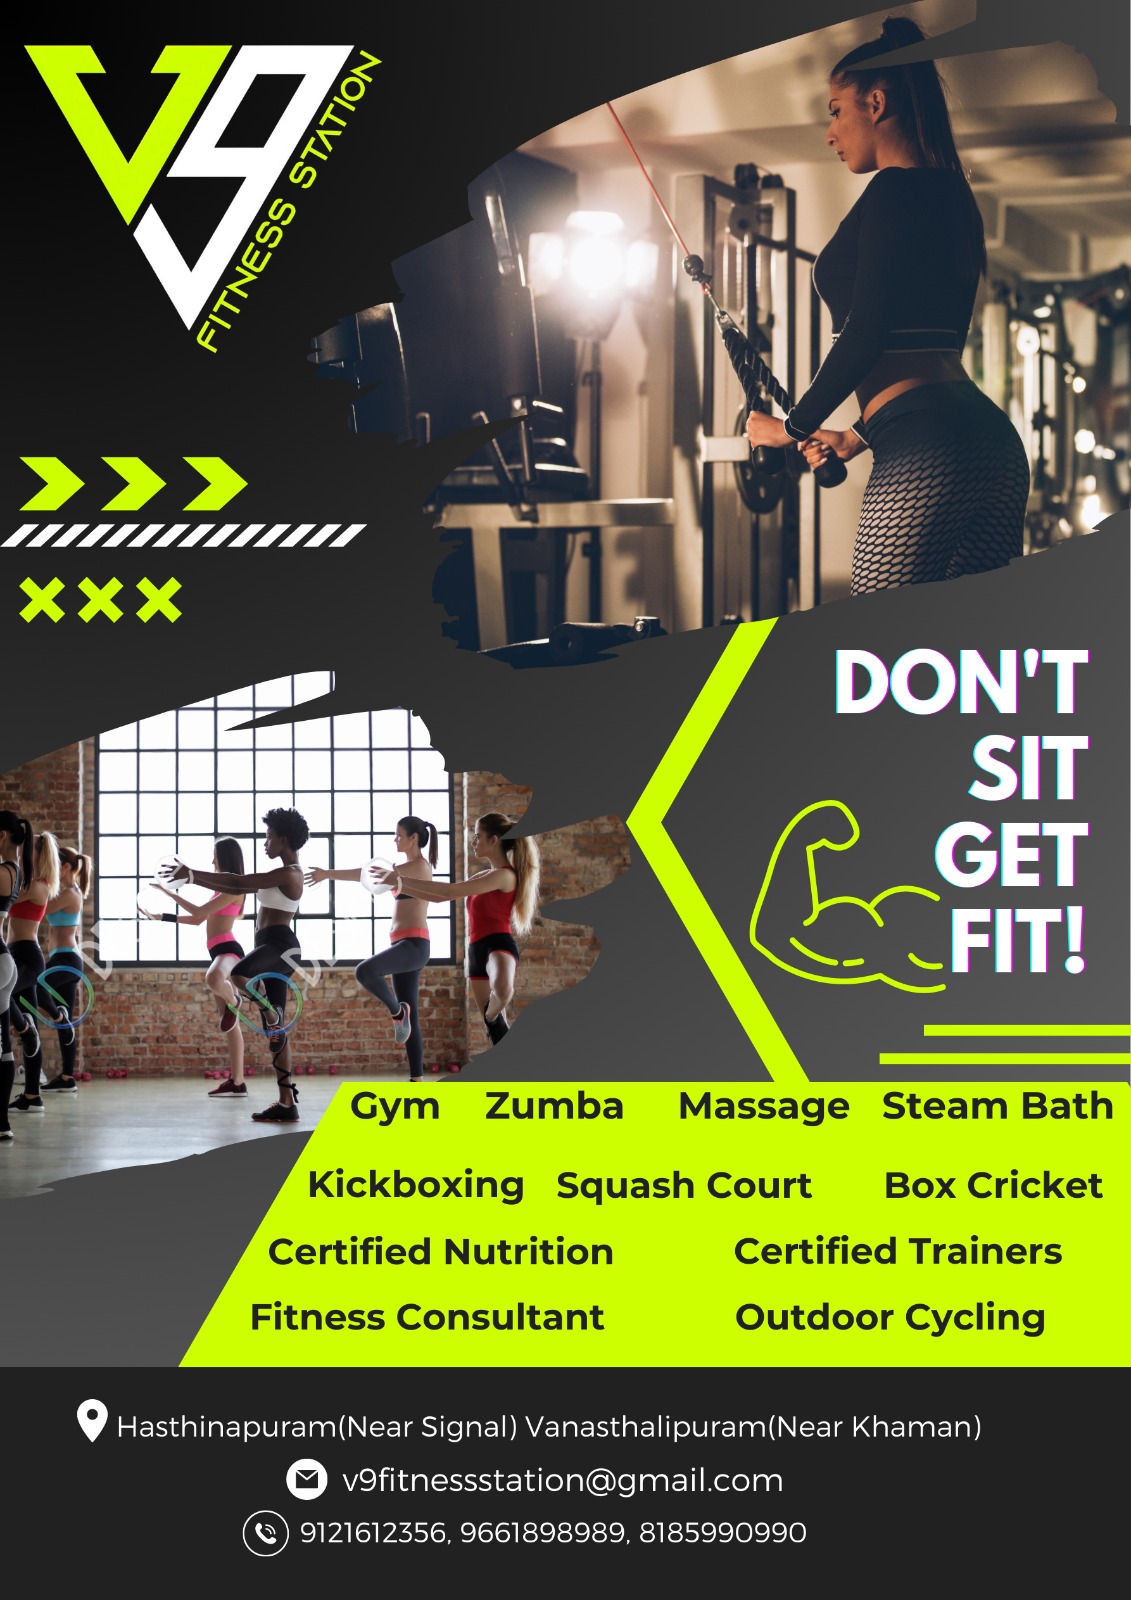 V9
FITNESS STATION
DON'T
SIT
GET
FIT!
Gym Zumba Massage Steam Bath
Kickboxing Squash Court Box Cricket
Certified Nutrition Certified Trainers
Fitness Consultant Outdoor Cycling
Hasthinapuram(Near Signal) Vanasthalipuram(Near Khaman)
v9fitnessstation@gmail.com
9121612356, 9661898989, 8185990990